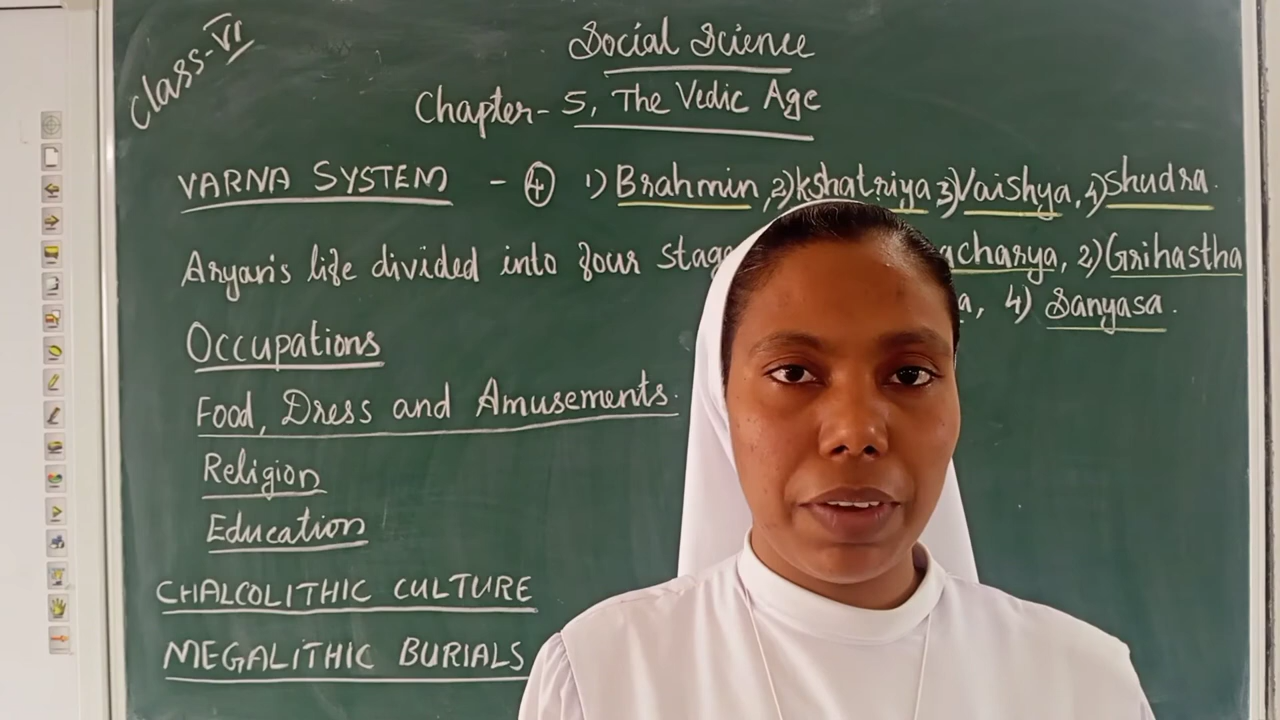 Class-VI
Social Science
Chapter- 5, The Vedic Age
VARNA SYSTEM - 4 1) Brahmin, 2) Kshatriya 3) Vaishya, 4) Shudra.
Aryan's life divided into four 2) Grihastha
4) Sanyasa.
Occupations
Food, Dress and Amusements.
Religion
Education
CHALCOLITHIC CULTURE
MEGALITHIC BURIALS